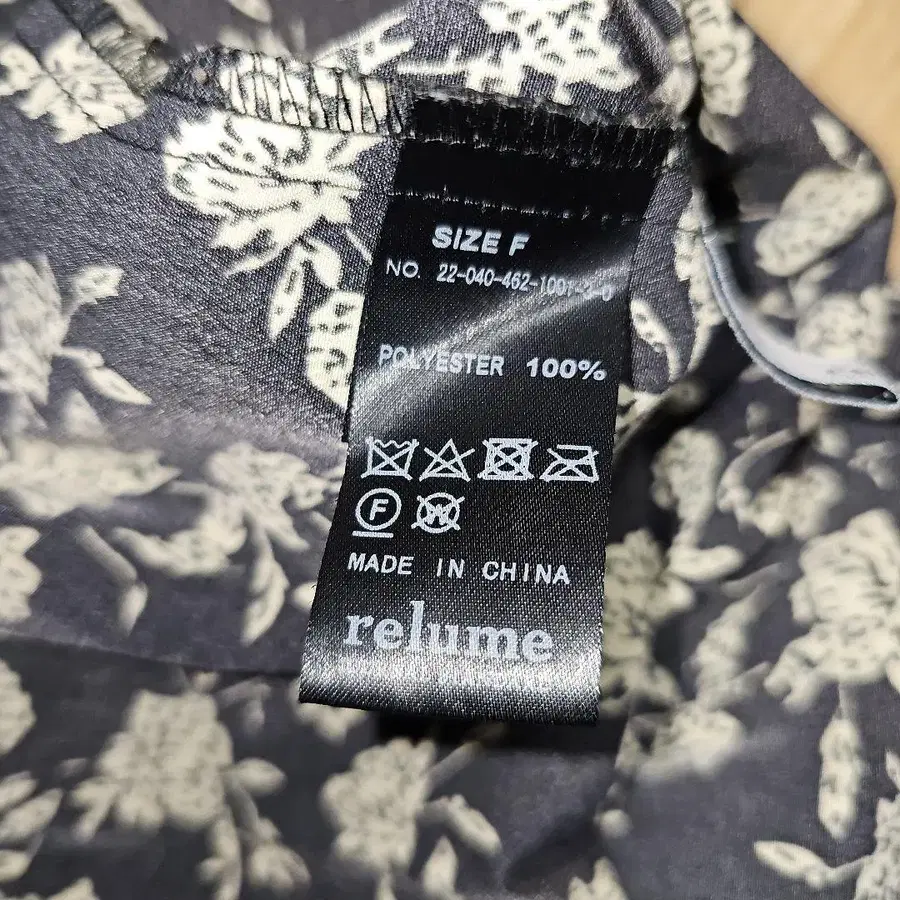 SIZE F
NO. 22-040-462-1001-3-0
POLYESTER 100%
F W
MADE IN CHINA
relume